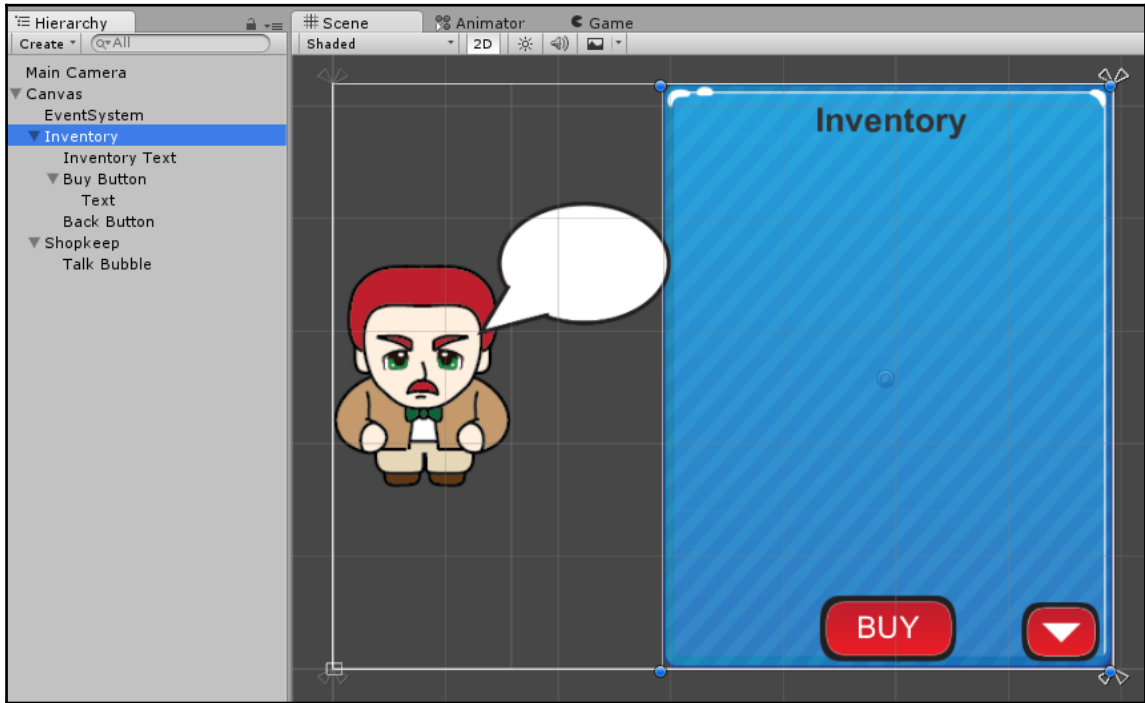 Hierarchy
Create
All
Main Camera
Canvas
EventSystem
Inventory
Inventory Text
Buy Button
Text
Back Button
Shopkeep
Talk Bubble
Scene
Animator
Game
Shaded
2D
Inventory
BUY